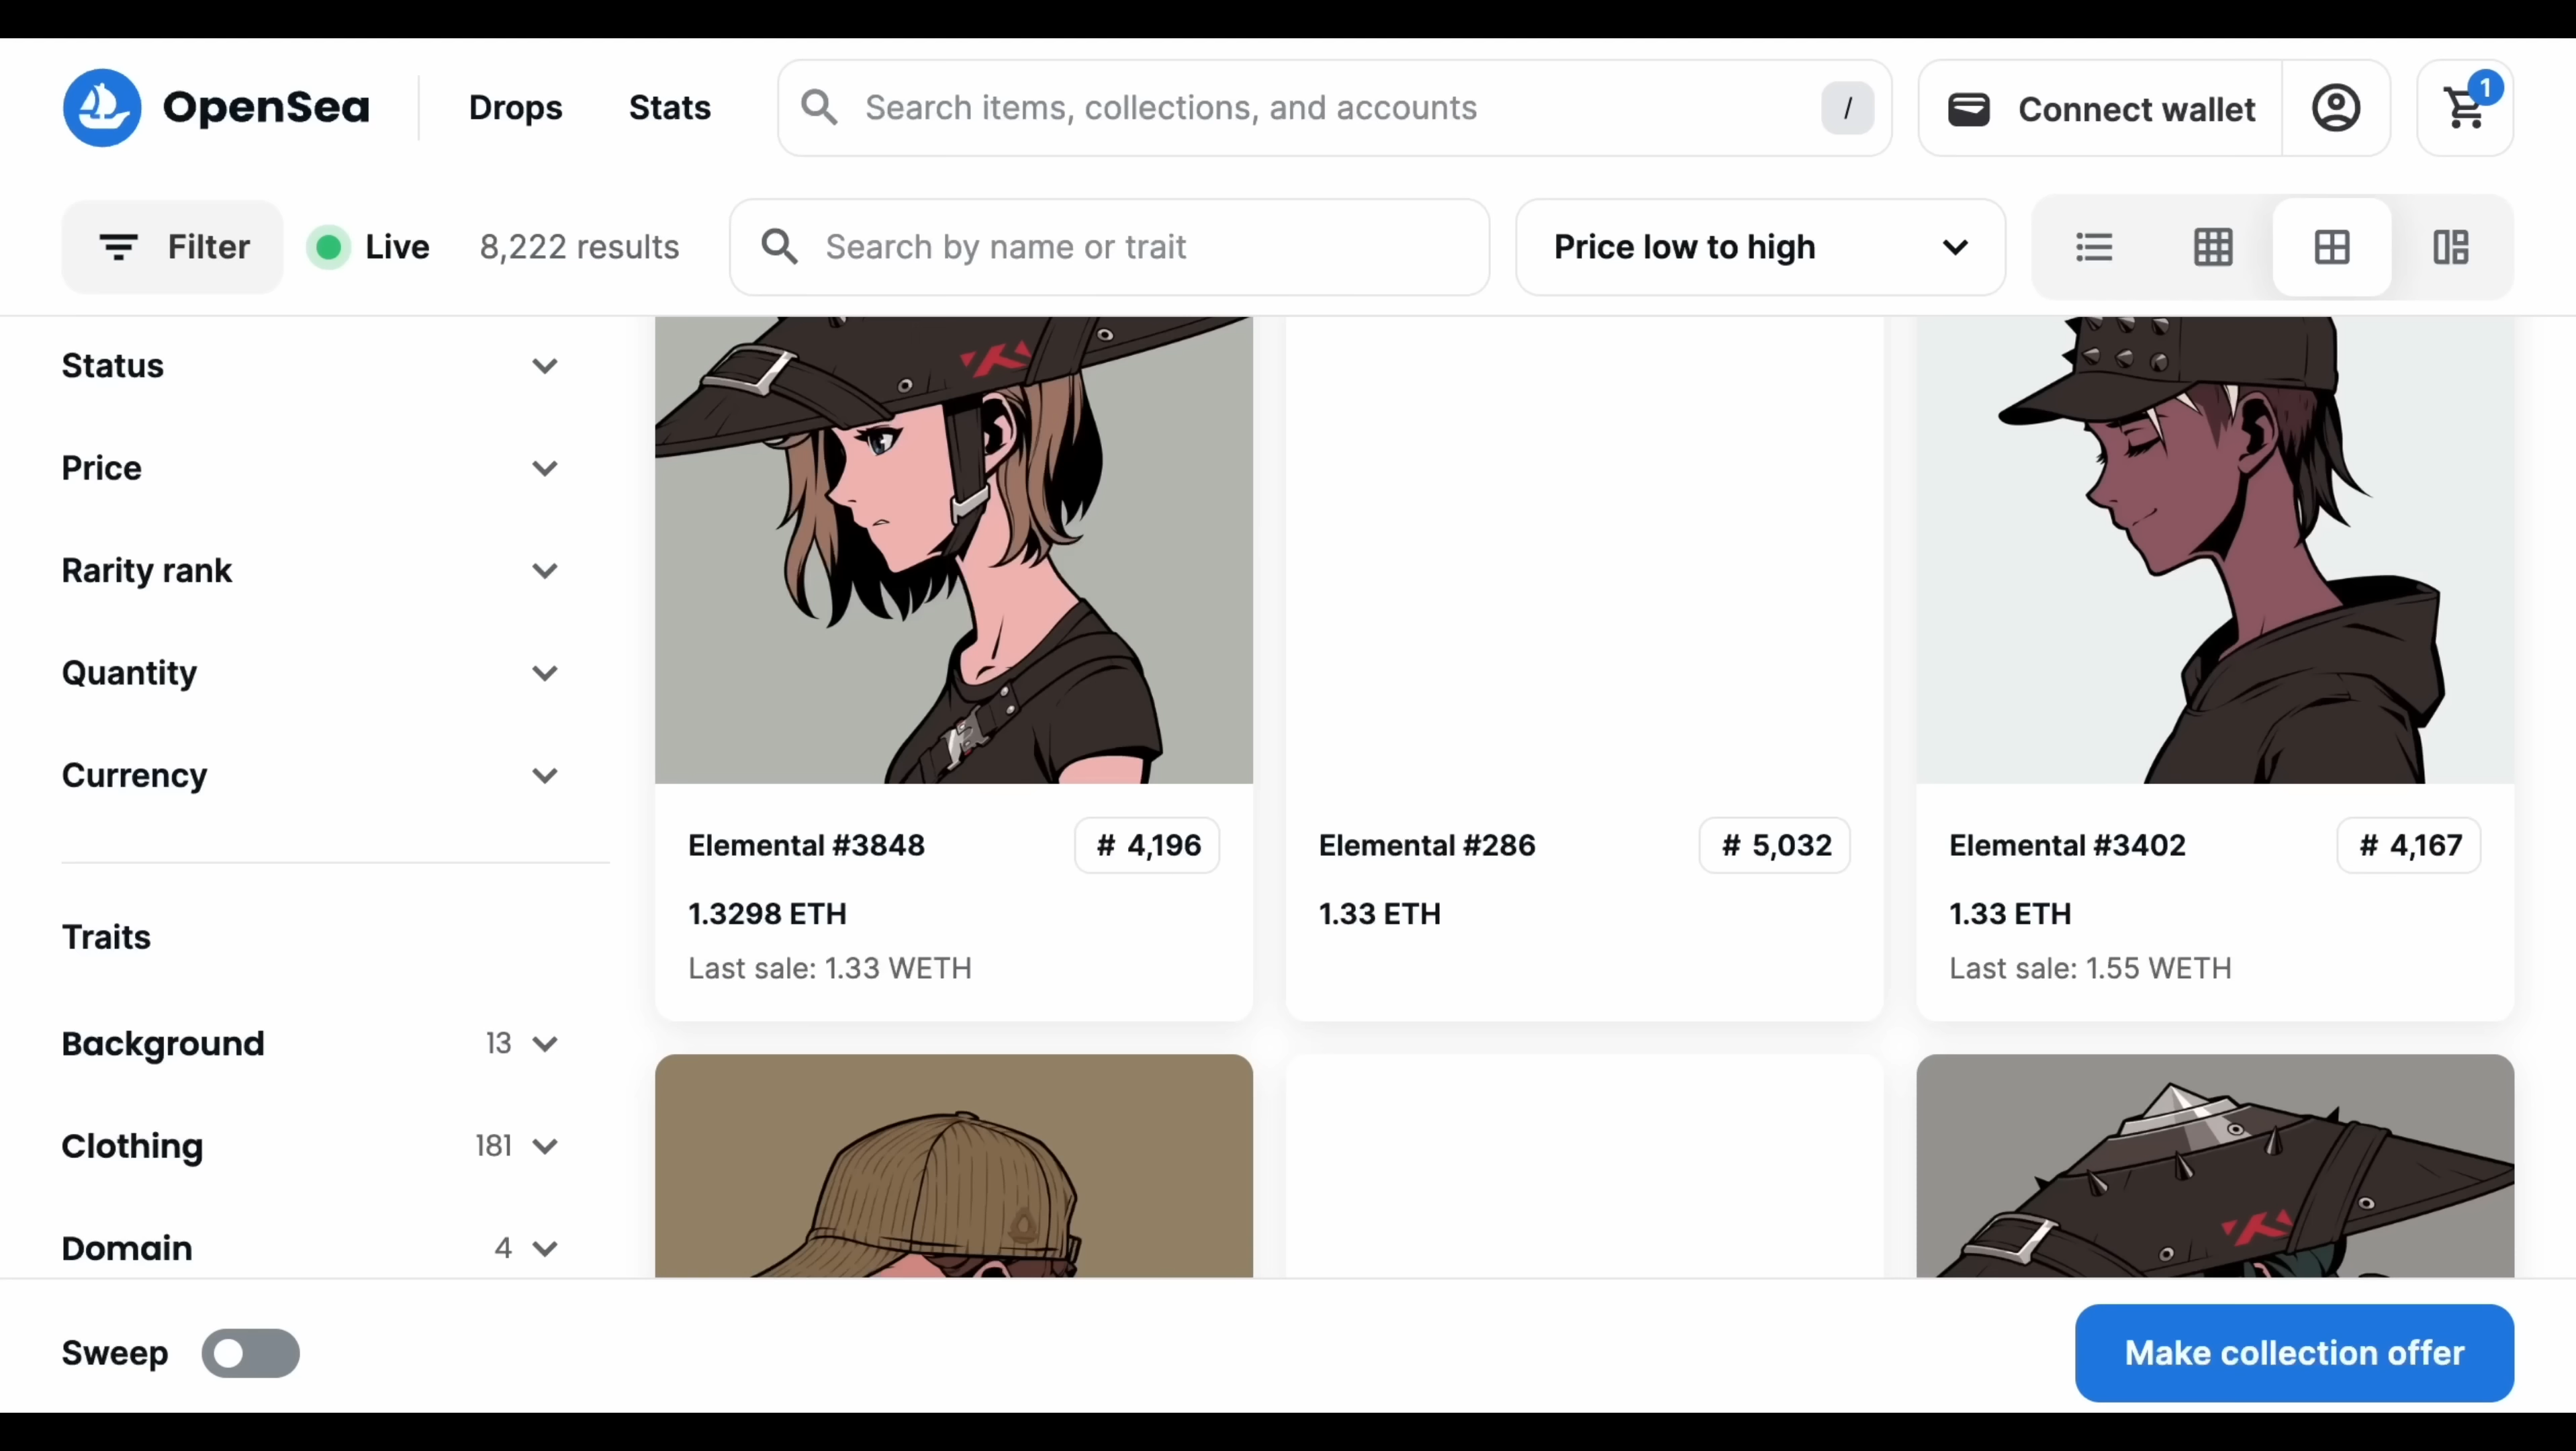 OpenSea
Drops
Stats
Search items, collections, and accounts
/
Connect wallet
1
Filter
Live
8,222 results
Search by name or trait
Price low to high
Status
Price
Rarity rank
Quantity
Currency
Traits
Background 13
Clothing 181
Domain 4
Elemental #3848
# 4,196
1.3298 ETH
Last sale: 1.33 WETH
Elemental #286
# 5,032
1.33 ETH
Elemental #3402
# 4,167
1.33 ETH
Last sale: 1.55 WETH
Sweep
Make collection offer